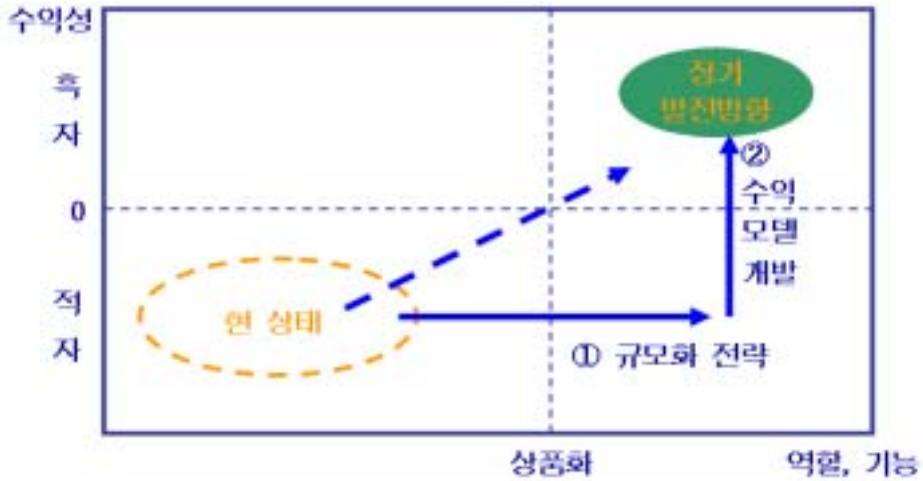 수익성
흑
자
0
적
자
장기
발전방향
②
수익
모델
개발
현 상태
① 규모화 전략
상품화
역할, 기능